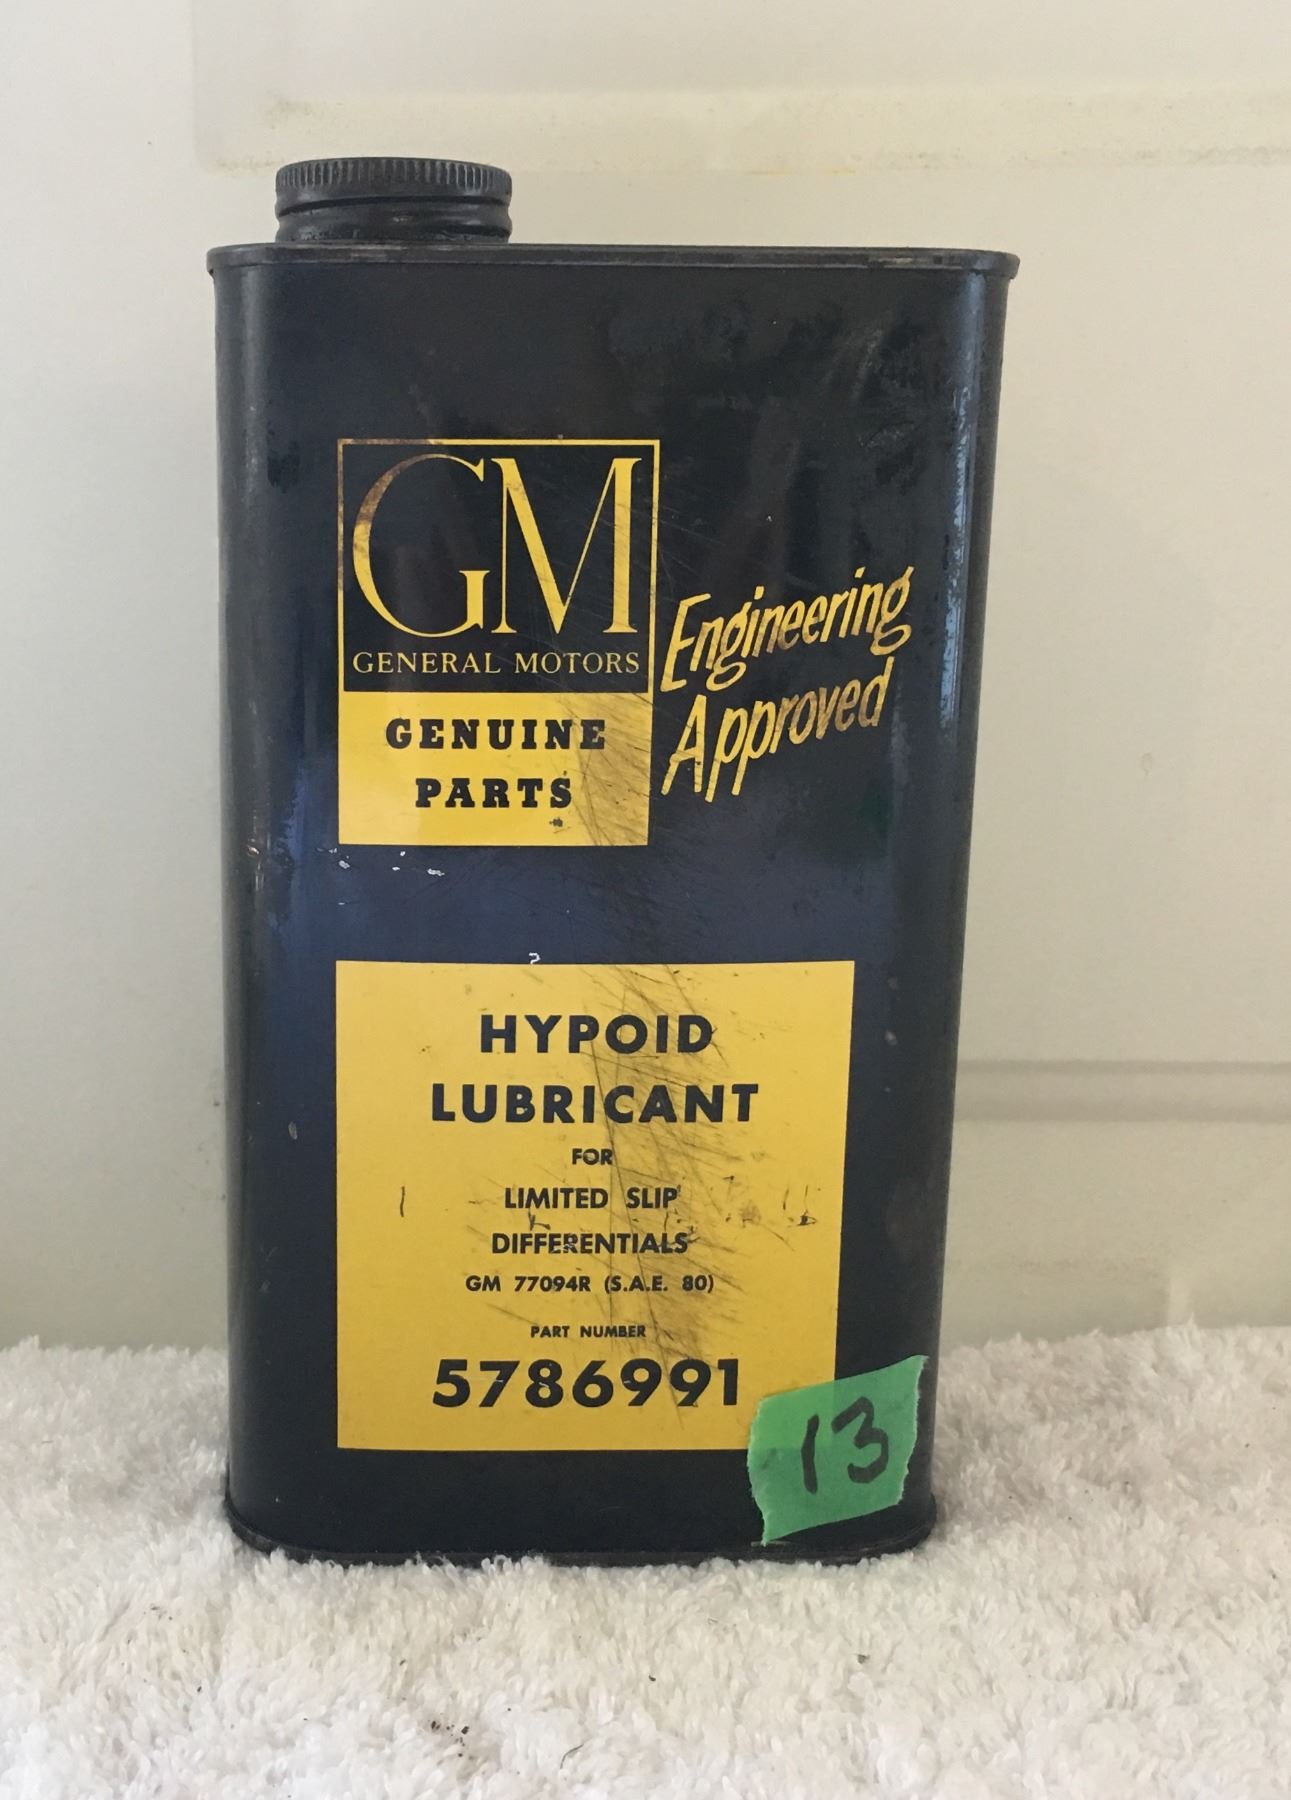 GM
GENERAL MOTORS
GENUINE
PARTS
Engineering
Approved
HYPOID
LUBRICANT
FOR
LIMITED SLIP
DIFFERENTIALS
GM 77094R (S.A.E. 80)
PART NUMBER
5786991
13